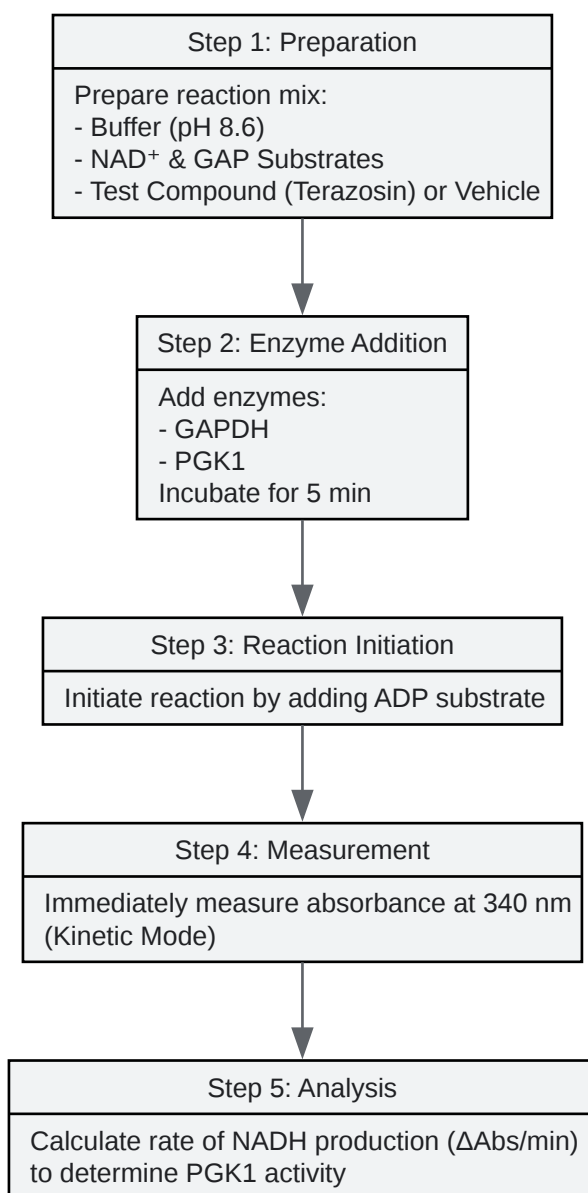 Step 1: Preparation
Prepare reaction mix:
- Buffer (pH 8.6)
- NAD⁺ & GAP Substrates
- Test Compound (Terazosin) or Vehicle
Step 2: Enzyme Addition
Add enzymes:
- GAPDH
- PGK1
Incubate for 5 min
Step 3: Reaction Initiation
Initiate reaction by adding ADP substrate
Step 4: Measurement
Immediately measure absorbance at 340 nm
(Kinetic Mode)
Step 5: Analysis
Calculate rate of NADH production (ΔAbs/min)
to determine PGK1 activity